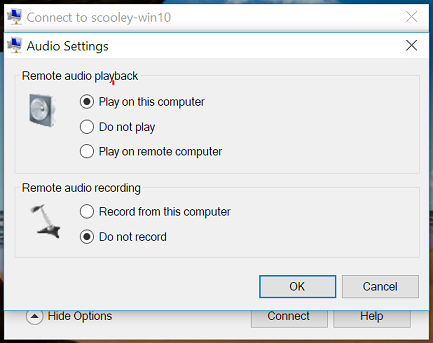 Connect to scooley-win10
Audio Settings
Remote audio playback
Play on this computer
Do not play
Play on remote computer
Remote audio recording
Record from this computer
Do not record
OK Cancel
Hide Options Connect Help